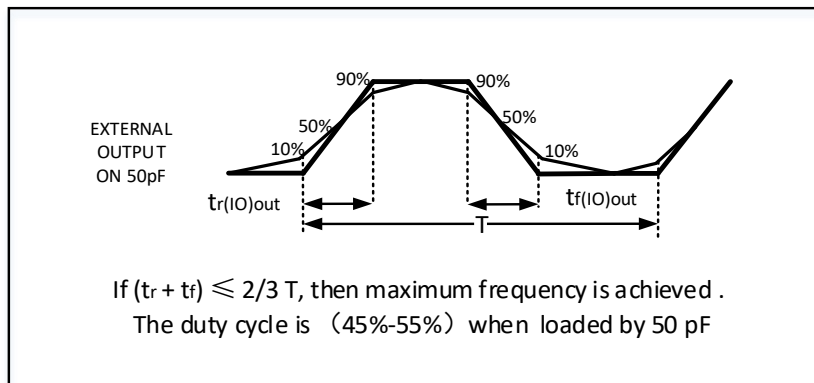 90%
90%
50%
50%
EXTERNAL
OUTPUT
ON 50pF
10%
10%
tr(IO)out
tf(IO)out
T
If (tr + tf) ≤ 2/3 T, then maximum frequency is achieved .
The duty cycle is （45%-55%）when loaded by 50 pF